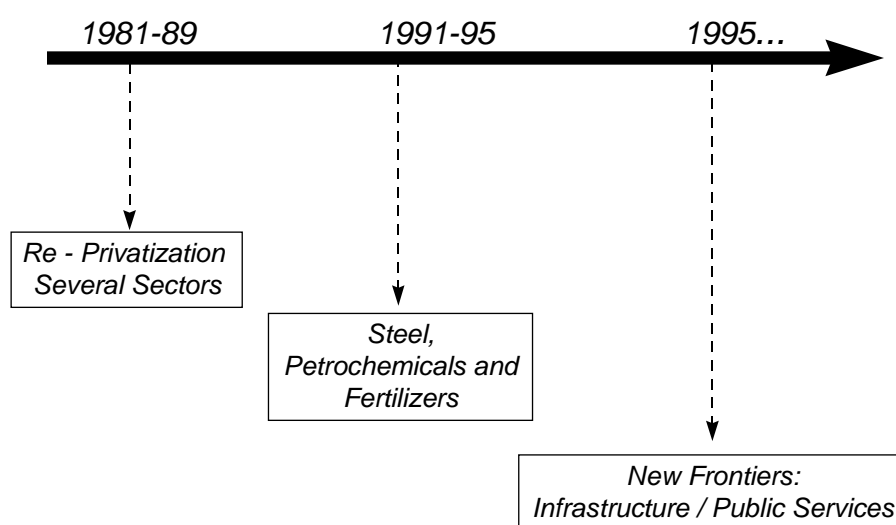 1981-89
1991-95
1995...
Re - Privatization
Several Sectors
Steel,
Petrochemicals and
Fertilizers
New Frontiers:
Infrastructure / Public Services